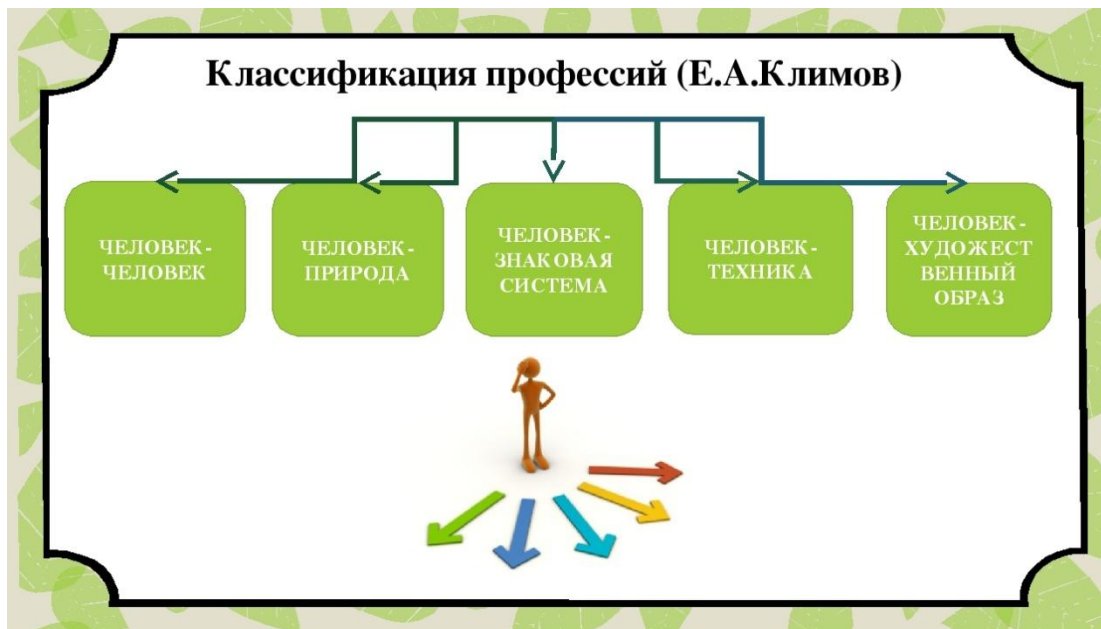 Классификация профессий (Е.А.Климов)
ЧЕЛОВЕК-
ЧЕЛОВЕК
ЧЕЛОВЕК-
ПРИРОДА
ЧЕЛОВЕК-
ЗНАКОВАЯ
СИСТЕМА
ЧЕЛОВЕК-
ТЕХНИКА
ЧЕЛОВЕК-
ХУДОЖЕСТ
ВЕННЫЙ
ОБРАЗ